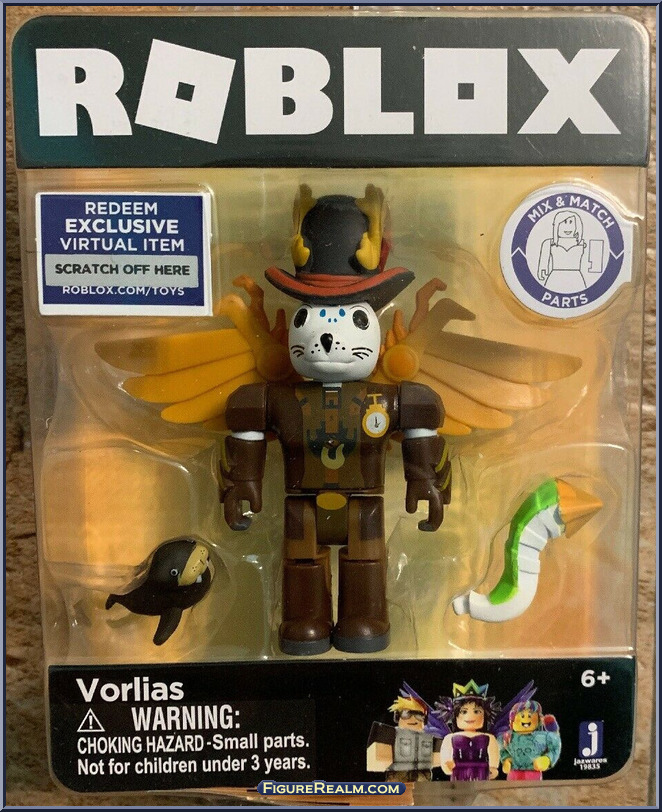 ROBLOX
REDEEM
EXCLUSIVE
VIRTUAL ITEM
SCRATCH OFF HERE
ROBLOX.COM/TOYS
MIX & MATCH
PARTS
Vorlias
6+
WARNING:
CHOKING HAZARD-Small parts.
Not for children under 3 years.
j
jazwares
19835
FIGUREREALM.COM